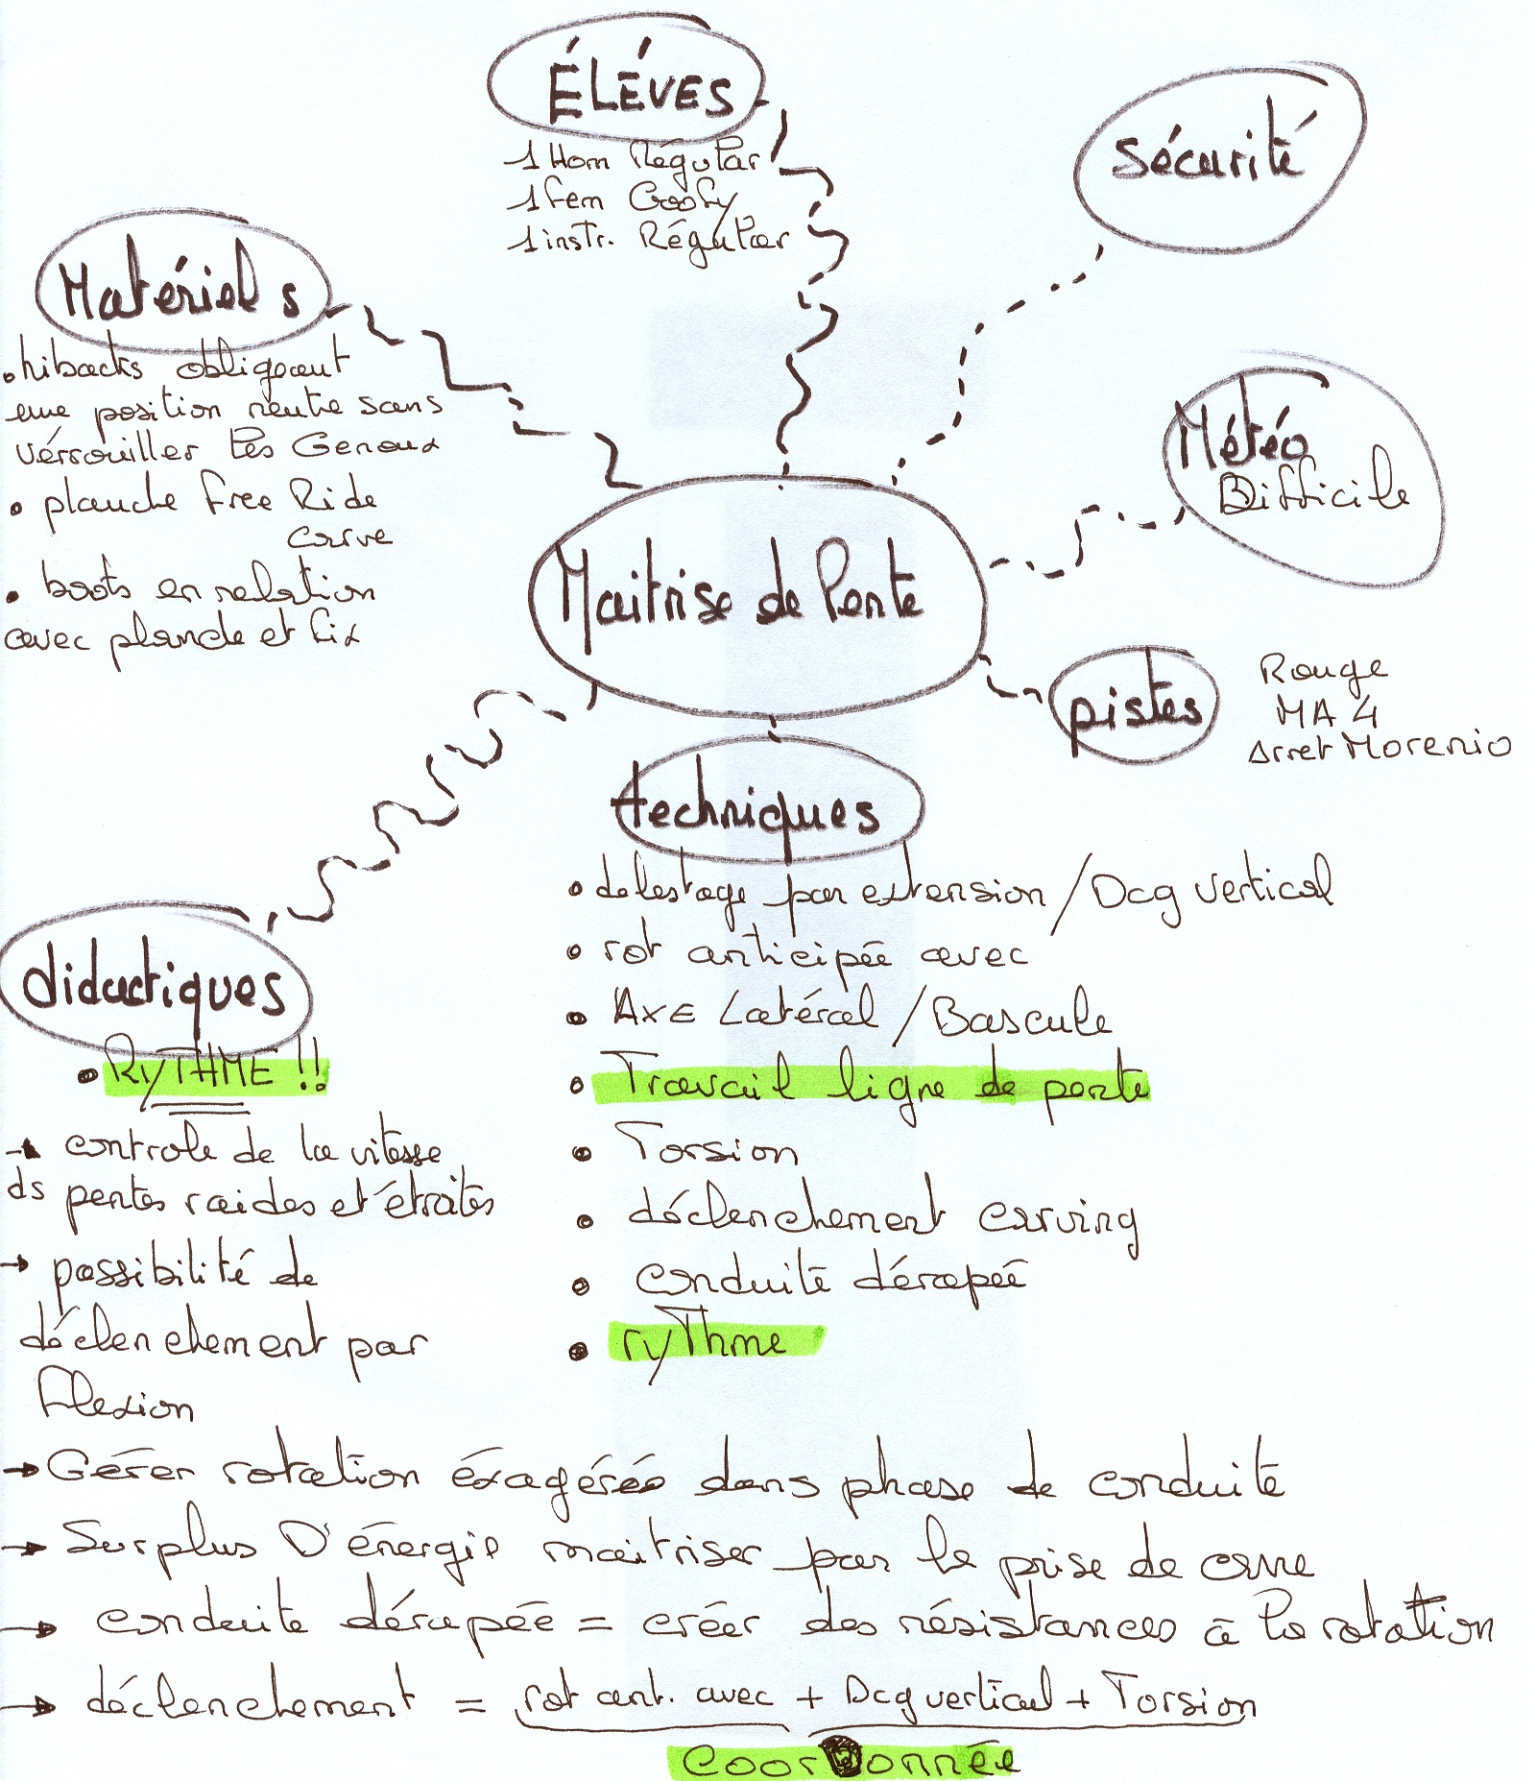 ÉLÉVES
1 Hom Régular
1 fem Goofy
1 instr. Régular
Sécurité
Matériels
• hibacks obligeant
une position neutre sans
vérrouiller les Genoux
• planche Free Ride
carve
• boots en relation
avec planche et fix
Météo
Difficile
Maitrise de Pente
pistes
Rouge
MA 4
Arret Morenio
techniques
• delestage par extension / Dcg vertical
• rot anticipée avec
• AXE Latéral / Bascule
• Travail ligne de pente
• Torsion
• déclenchement carving
• conduite dérapée
• ryThme
didactiques
• RyTHME !!
→ controle de la vitesse
ds pentes raides et étroites
→ possibilité de
déclenchement par
flexion
→ Gérer rotation éxagérée dans phase de conduite
→ Surplus D'énergie maitriser par la prise de carre
→ conduite dérapée = créer des résistances à la rotation
→ déclenchement = rot ant. avec + Dcg vertical + Torsion
coordonnée